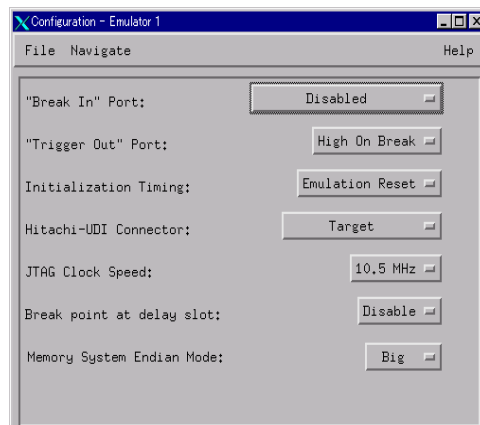 Configuration - Emulator 1
File Navigate Help
"Break In" Port: Disabled
"Trigger Out" Port: High On Break
Initialization Timing: Emulation Reset
Hitachi-UDI Connector: Target
JTAG Clock Speed: 10.5 MHz
Break point at delay slot: Disable
Memory System Endian Mode: Big